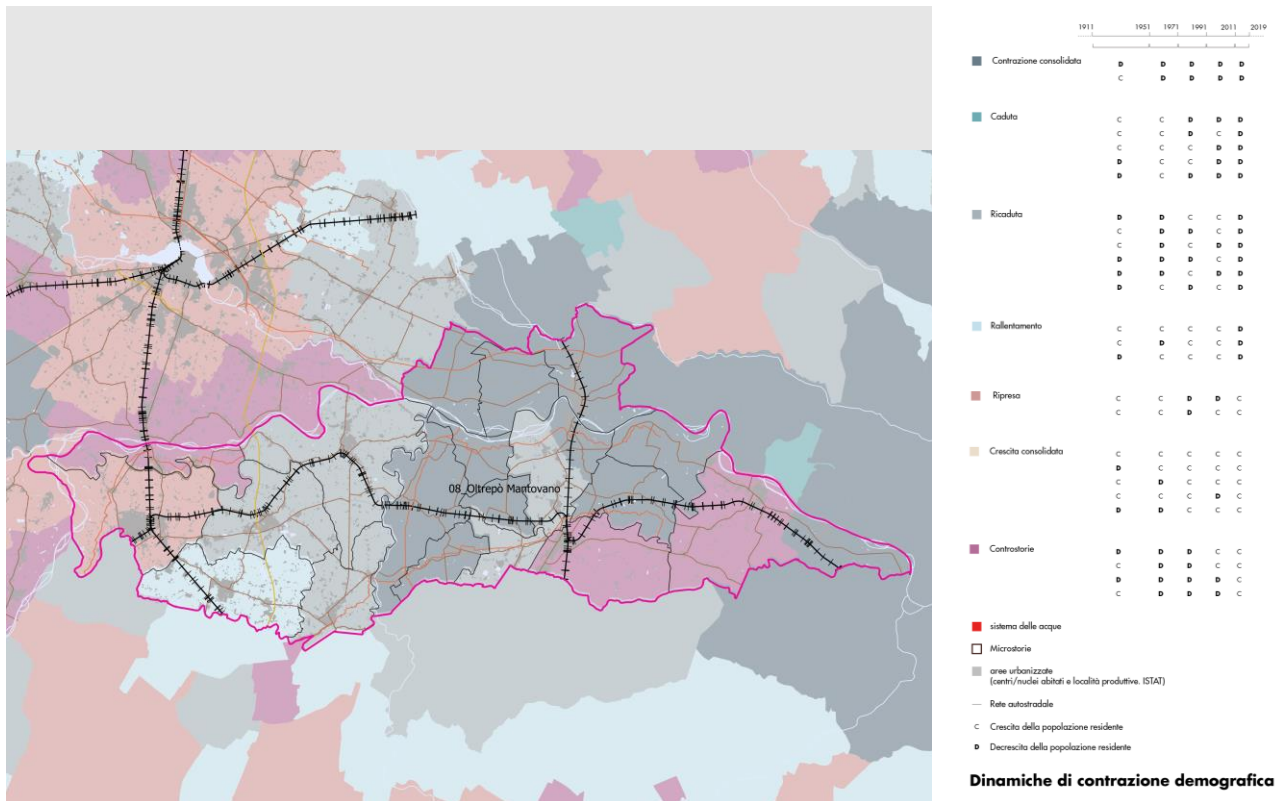 1911 1951 1971 1991 2011 2019
Contrazione consolidata
D D D D D
C D D D D
Caduta
C C D D D
C C D C D
C C C D D
D C C D D
D C D D D
Ricaduta
D D C C D
C D D C D
C D C D D
D D D C D
D D C D D
D C D C D
Rallentamento
C C C C D
C D C C D
D C C C D
Ripresa
C C D D C
C C D C C
Crescita consolidata
C C C C C
D C C C C
C D C C C
C C C D C
D D C C C
Controstorie
D D D C C
C D D C C
D D D D C
C D D D C
sistema delle acque
Microstorie
aree urbanizzate
(centri/nuclei abitati e località produttive. ISTAT)
Rete autostradale
C Crescita della popolazione residente
D Decrescita della popolazione residente
Dinamiche di contrazione demografica
08_Oltrepò Mantovano